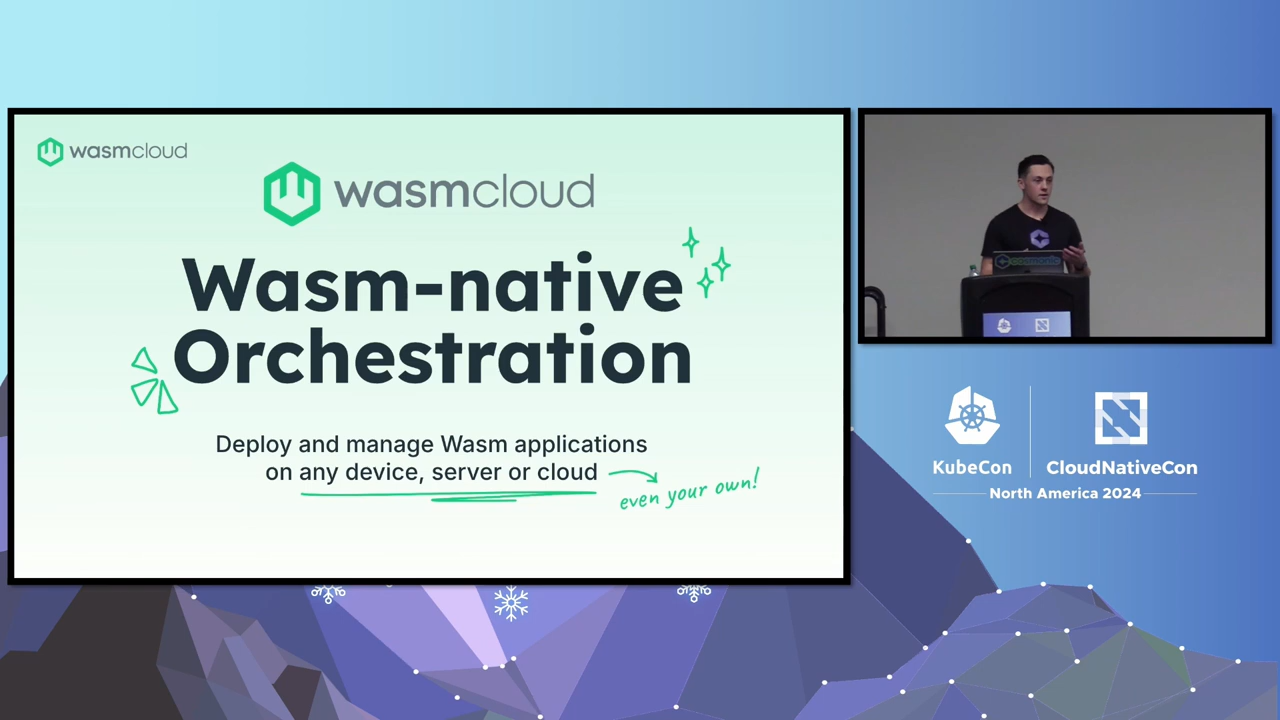 wasmcloud
wasmcloud
Wasm-native
Orchestration
Deploy and manage Wasm applications
on any device, server or cloud
even your own!
cosmonic
KubeCon
CloudNativeCon
North America 2024